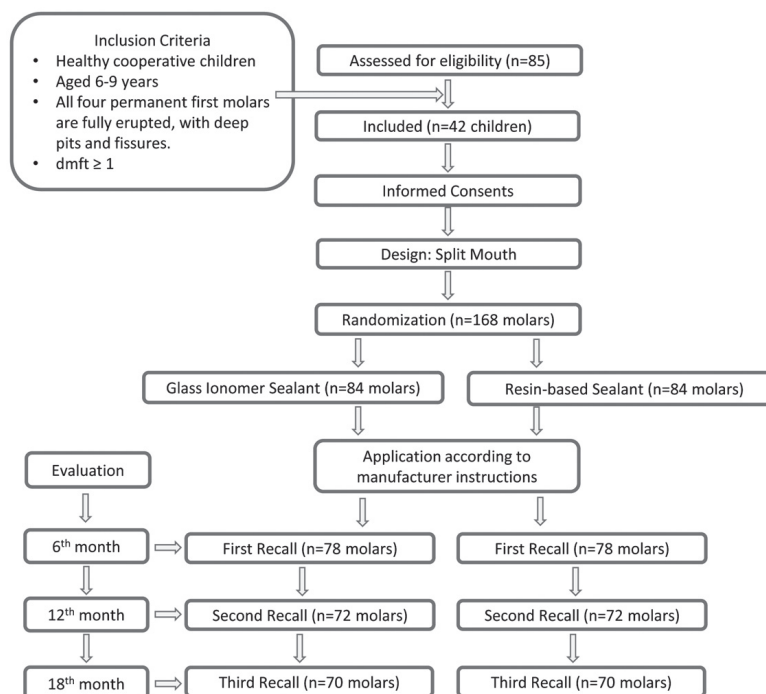 Inclusion Criteria
• Healthy cooperative children
• Aged 6-9 years
• All four permanent first molars
are fully erupted, with deep
pits and fissures.
• dmft ≥ 1
Assessed for eligibility (n=85)
Included (n=42 children)
Informed Consents
Design: Split Mouth
Randomization (n=168 molars)
Glass Ionomer Sealant (n=84 molars)
Resin-based Sealant (n=84 molars)
Application according to
manufacturer instructions
Evaluation
6th month
First Recall (n=78 molars)
First Recall (n=78 molars)
12th month
Second Recall (n=72 molars)
Second Recall (n=72 molars)
18th month
Third Recall (n=70 molars)
Third Recall (n=70 molars)